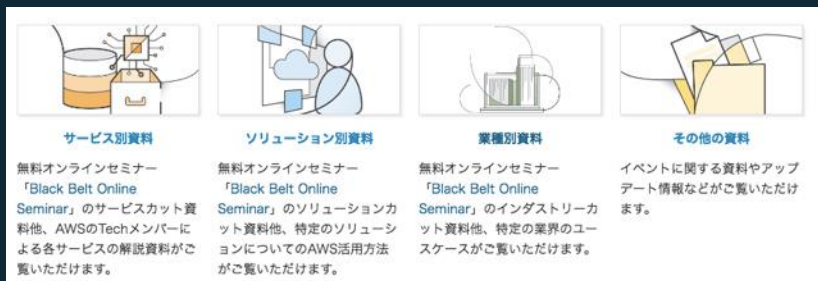 サービス別資料
無料オンラインセミナー
「Black Belt Online
Seminar」のサービスカット資
料他、AWSのTechメンバーに
よる各サービスの解説資料がご
覧いただけます。
ソリューション別資料
無料オンラインセミナー
「Black Belt Online
Seminar」のソリューションカ
ット資料他、特定のソリューシ
ョンについてのAWS活用方法
がご覧いただけます。
業種別資料
無料オンラインセミナー
「Black Belt Online
Seminar」のインダストリーカ
ット資料他、特定の業界のユー
スケースがご覧いただけます。
その他の資料
イベントに関する資料やアップ
デート情報などがご覧いただけ
ます。